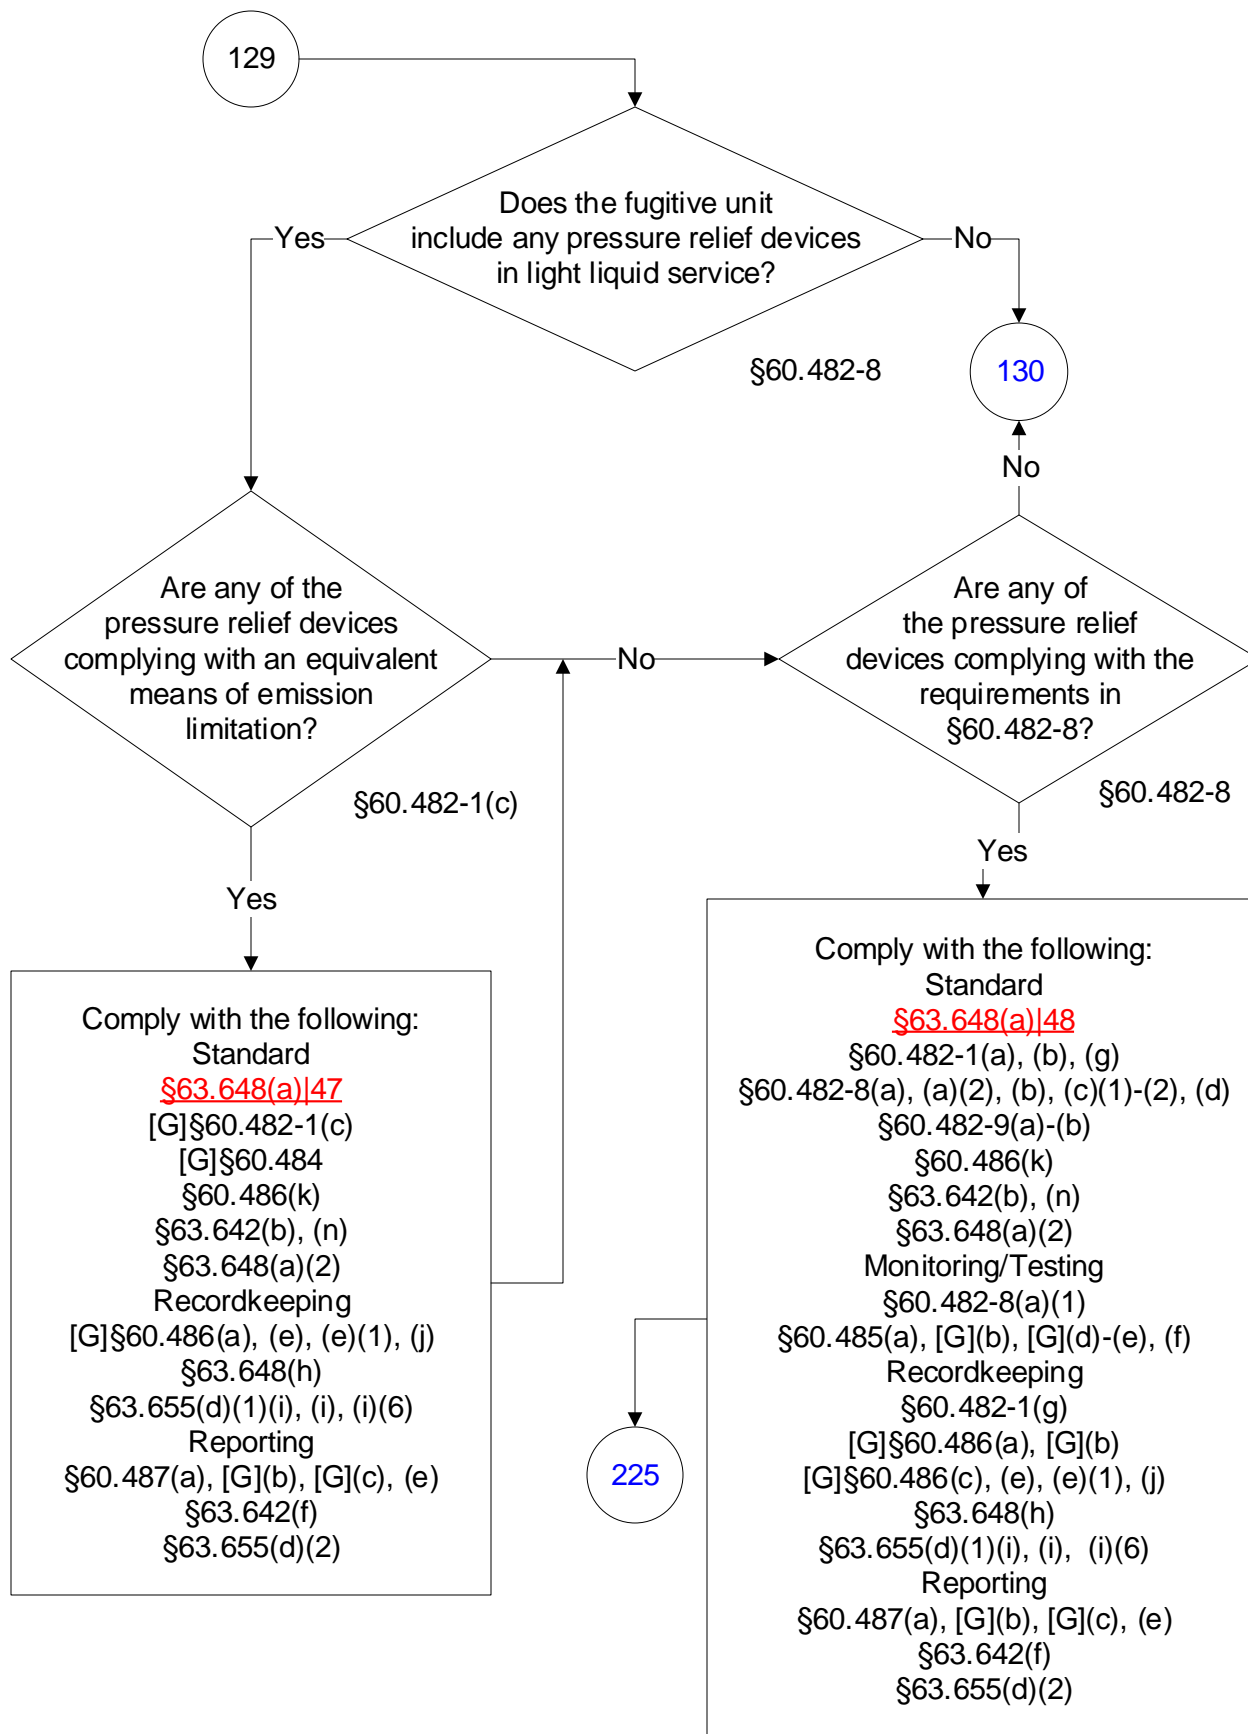 129
Does the fugitive unit
include any pressure relief devices
in light liquid service?
Yes
No
§60.482-8
130
No
Are any of the
pressure relief devices
complying with an equivalent
means of emission
limitation?
§60.482-1(c)
No
Are any of
the pressure relief
devices complying with the
requirements in
§60.482-8?
§60.482-8
Yes
Yes
Comply with the following:
Standard
§63.648(a)|47
[G]§60.482-1(c)
[G]§60.484
§60.486(k)
§63.642(b), (n)
§63.648(a)(2)
Recordkeeping
[G]§60.486(a), (e), (e)(1), (j)
§63.648(h)
§63.655(d)(1)(i), (i), (i)(6)
Reporting
§60.487(a), [G](b), [G](c), (e)
§63.642(f)
§63.655(d)(2)
Comply with the following:
Standard
§63.648(a)|48
§60.482-1(a), (b), (g)
§60.482-8(a), (a)(2), (b), (c)(1)-(2), (d)
§60.482-9(a)-(b)
§60.486(k)
§63.642(b), (n)
§63.648(a)(2)
Monitoring/Testing
§60.482-8(a)(1)
§60.485(a), [G](b), [G](d)-(e), (f)
Recordkeeping
§60.482-1(g)
[G]§60.486(a), [G](b)
[G]§60.486(c), (e), (e)(1), (j)
§63.648(h)
§63.655(d)(1)(i), (i), (i)(6)
Reporting
§60.487(a), [G](b), [G](c), (e)
§63.642(f)
§63.655(d)(2)
225